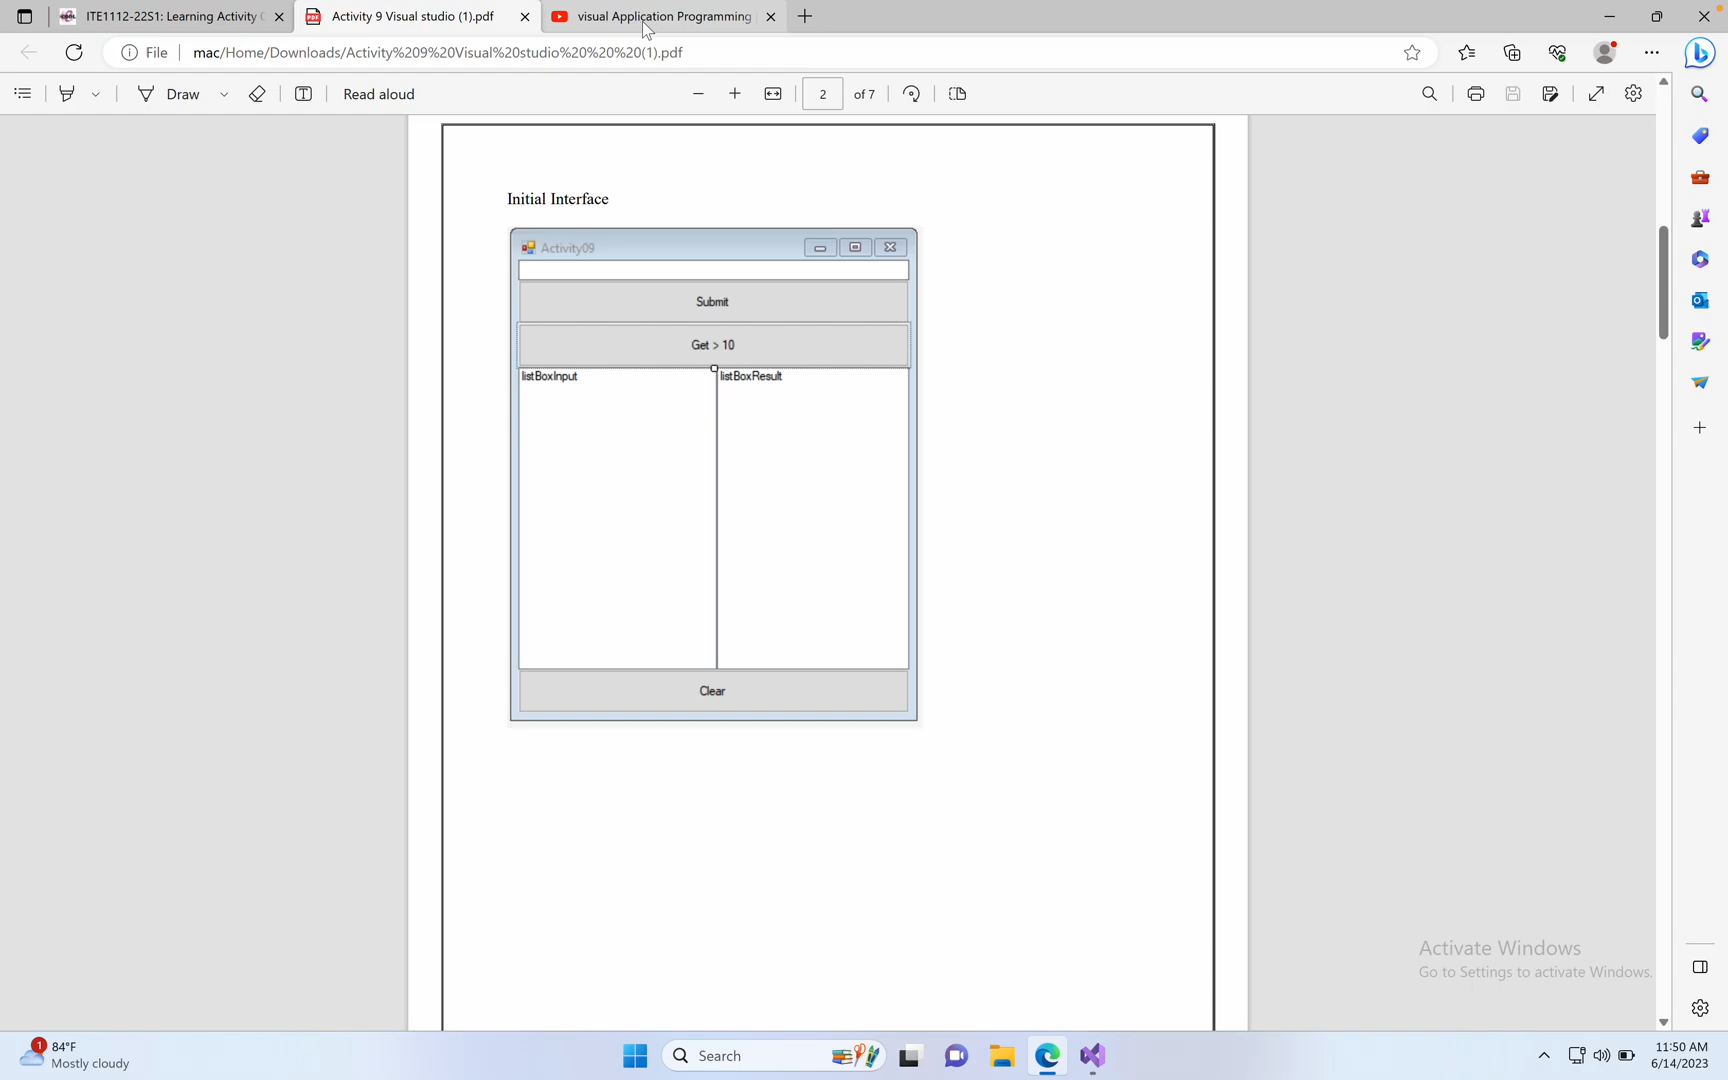 ITE1112-22S1: Learning Activity
Activity 9 Visual studio (1).pdf
visual Application Programming
File
mac/Home/Downloads/Activity%209%20Visual%20studio%20%20%20(1).pdf
Draw
Read aloud
2
of 7
Initial Interface
Activity09
Submit
Get > 10
listBoxInput
listBoxResult
Clear
Activate Windows
Go to Settings to activate Windows.
1
84°F
Mostly cloudy
Search
11:50 AM
6/14/2023